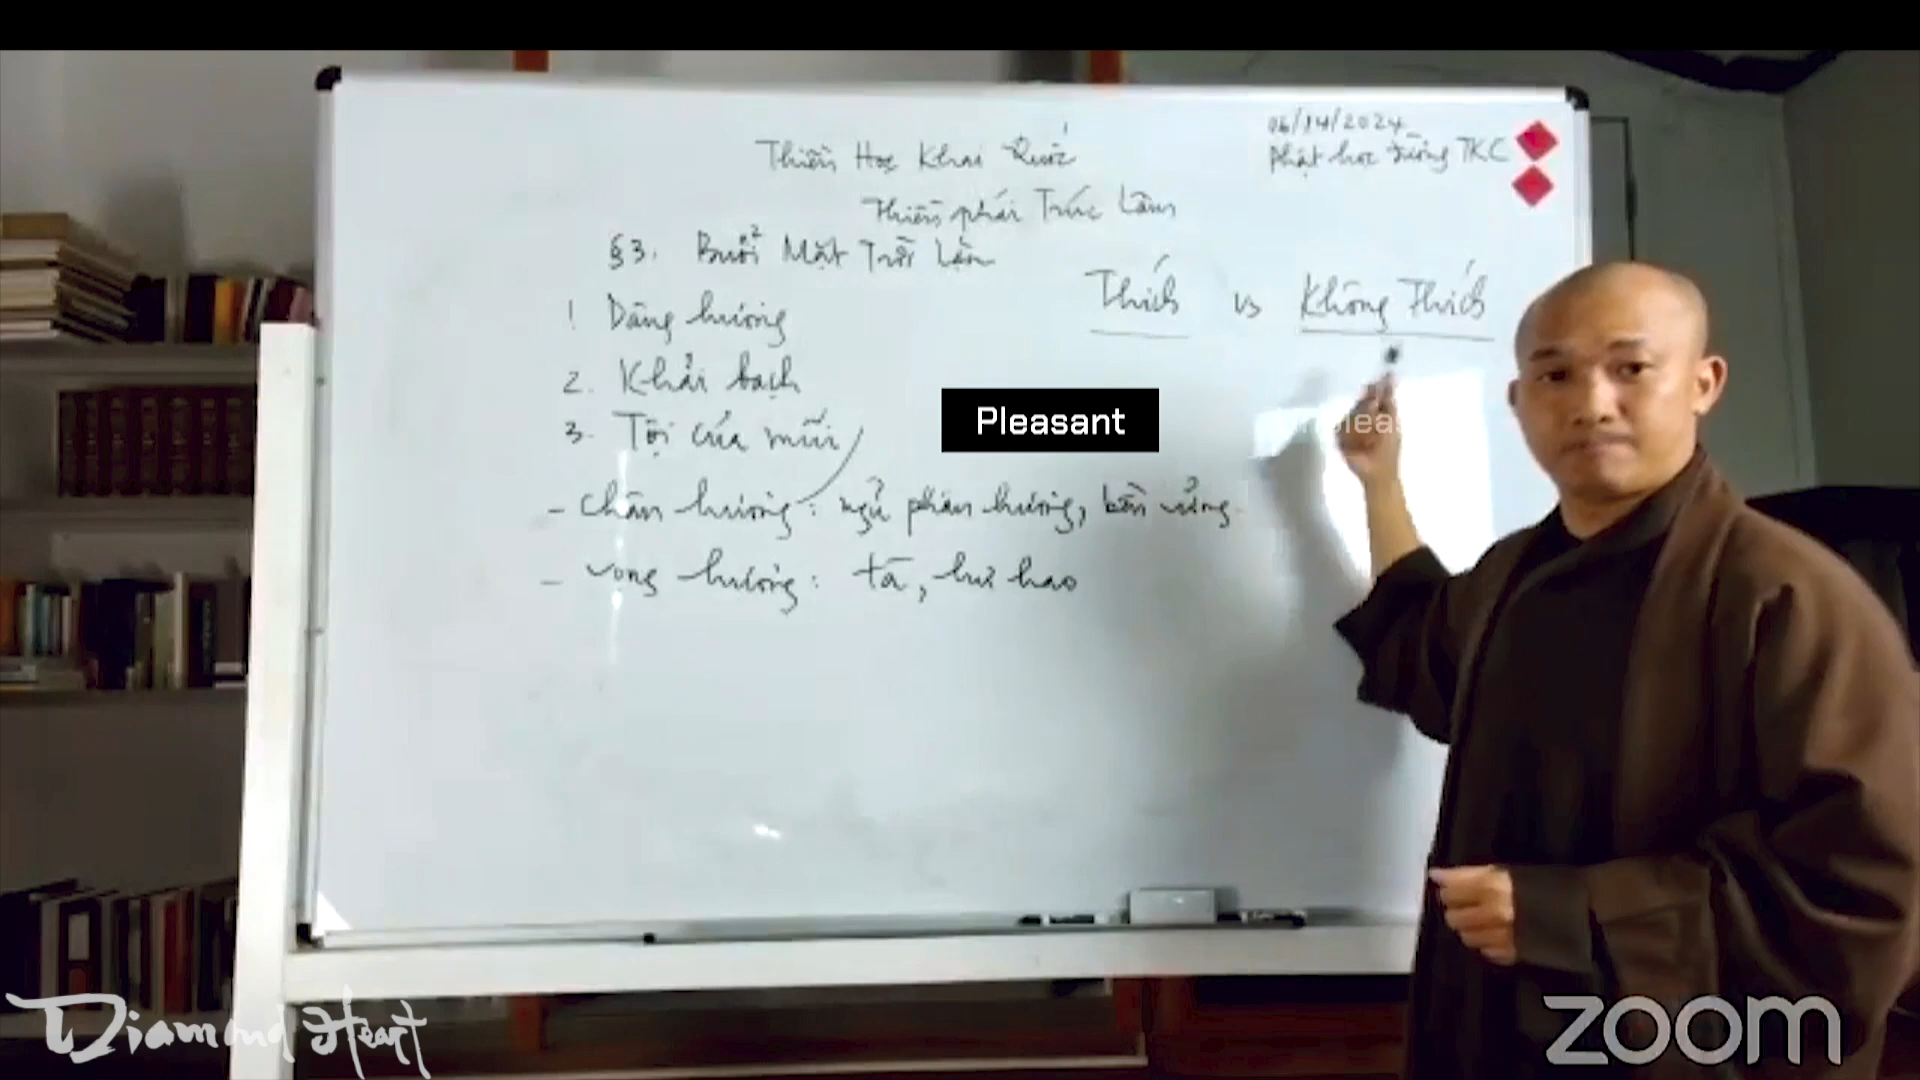 06/14/2024
Phật học đường TKC
Thiền Học Khai Quốc
Thiền phái Trúc Lâm
§3. Buổi Mặt Trời Lặn
Thích vs Không Thích
1 Dâng hương
2. Khải bạch
3. Tội của mũi
Pleasant
- chân hương: ngũ phần hương, bền vững.
- vọng hương: tà, hư hao
Diamond Heart
zoom